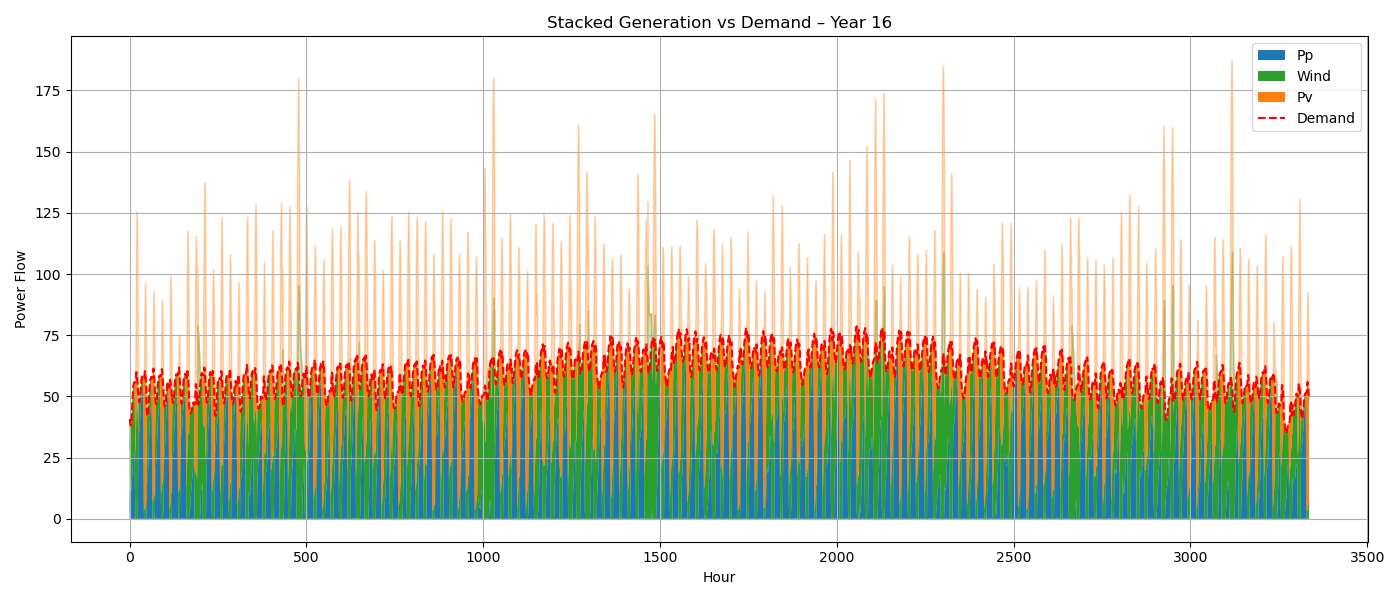 Stacked Generation vs Demand – Year 16
Power Flow
175
150
125
100
75
50
25
0
0 500 1000 1500 2000 2500 3000 3500
Hour
Pp
Wind
Pv
Demand